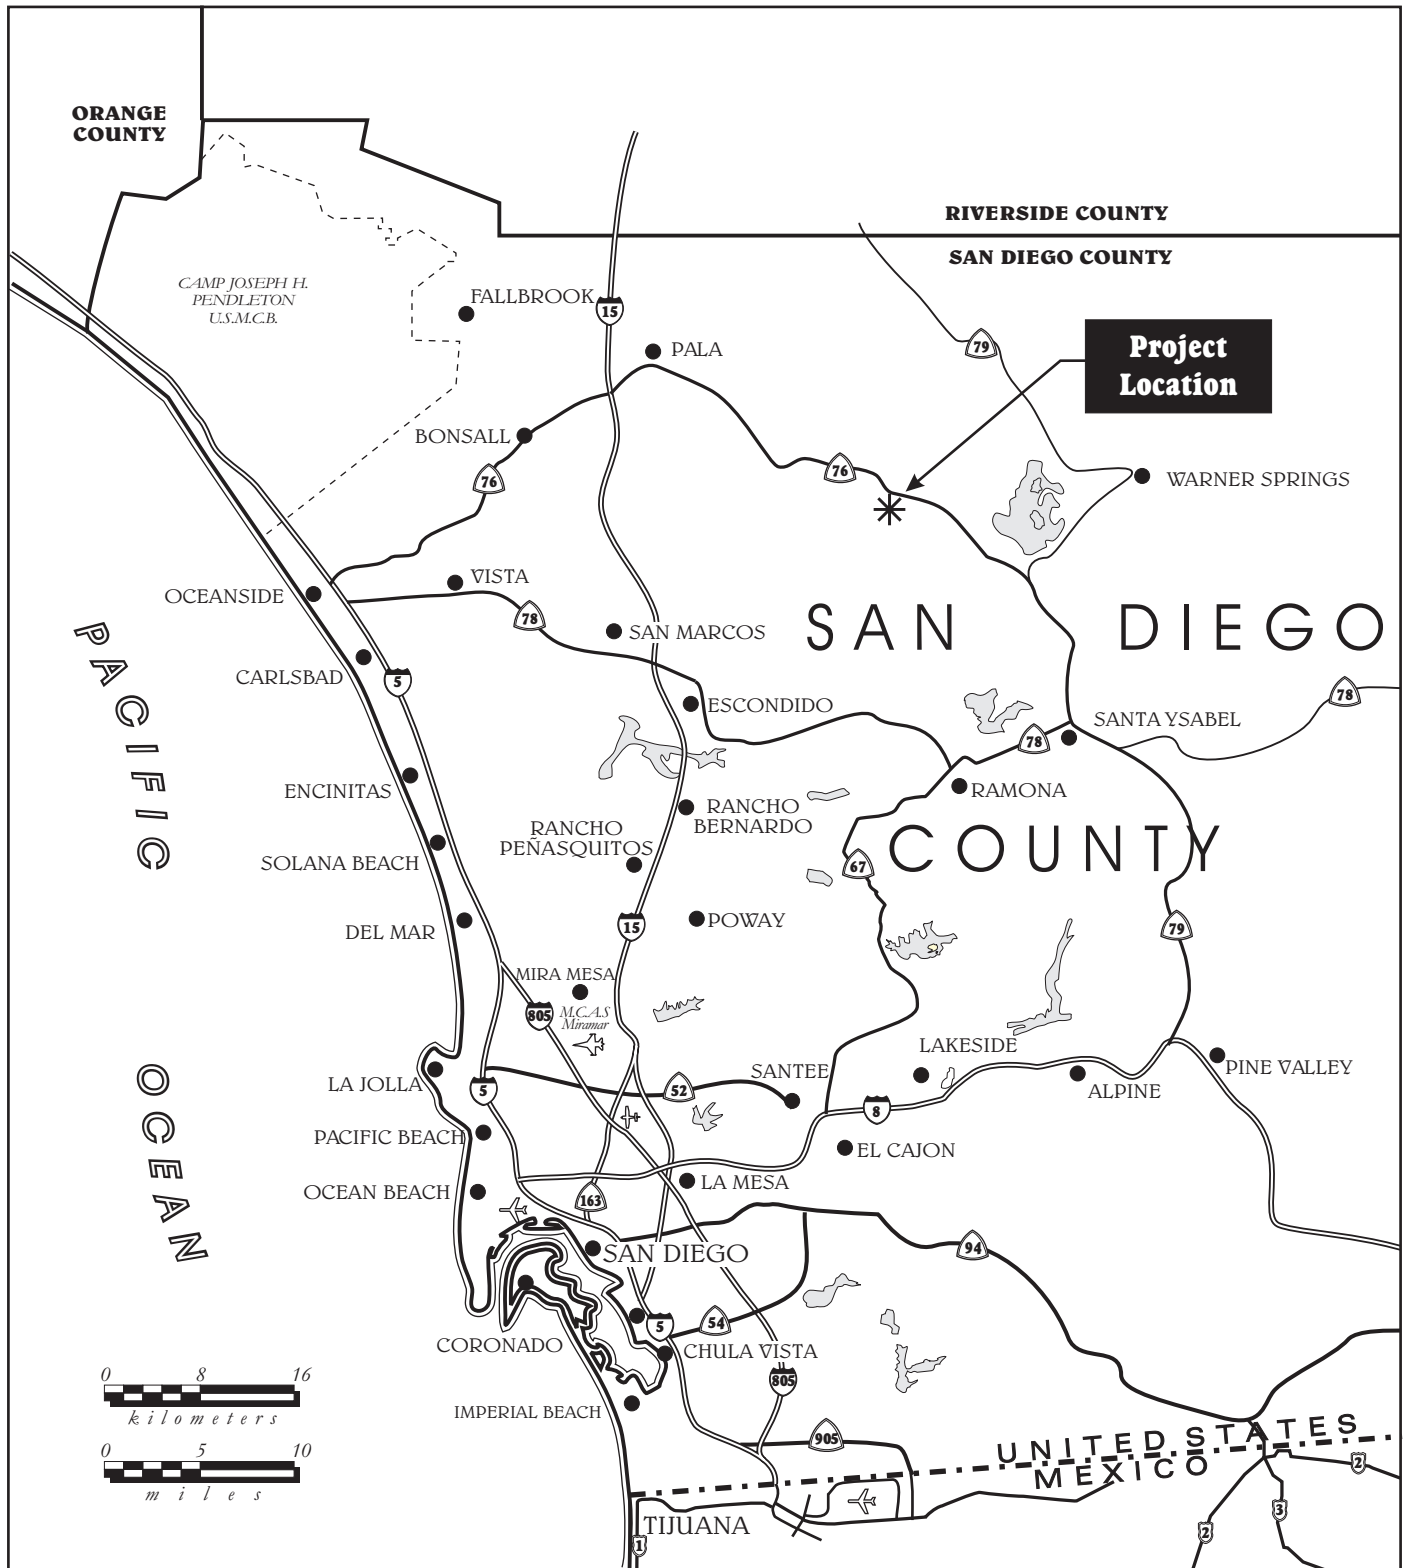 ORANGE
COUNTY
RIVERSIDE COUNTY
SAN DIEGO COUNTY
CAMP JOSEPH H.
PENDLETON
U.S.M.C.B.
FALLBROOK
15
PALA
79
Project
Location
BONSALL
76
76
WARNER SPRINGS
OCEANSIDE
VISTA
78
SAN MARCOS
SAN DIEGO
COUNTY
PACIFIC
OCEAN
CARLSBAD
5
ESCONDIDO
78
SANTA YSABEL
78
ENCINITAS
RAMONA
RANCHO
BERNARDO
RANCHO
PEÑASQUITOS
SOLANA BEACH
67
DEL MAR
15
POWAY
79
MIRA MESA
805
M.C.A.S
Miramar
LAKESIDE
LA JOLLA
5
52
SANTEE
8
ALPINE
PINE VALLEY
PACIFIC BEACH
EL CAJON
OCEAN BEACH
163
LA MESA
SAN DIEGO
94
CORONADO
5
54
CHULA VISTA
805
IMPERIAL BEACH
905
UNITED STATES
MEXICO
2
TIJUANA
1
2
3
0 8 16
kilometers
0 5 10
miles